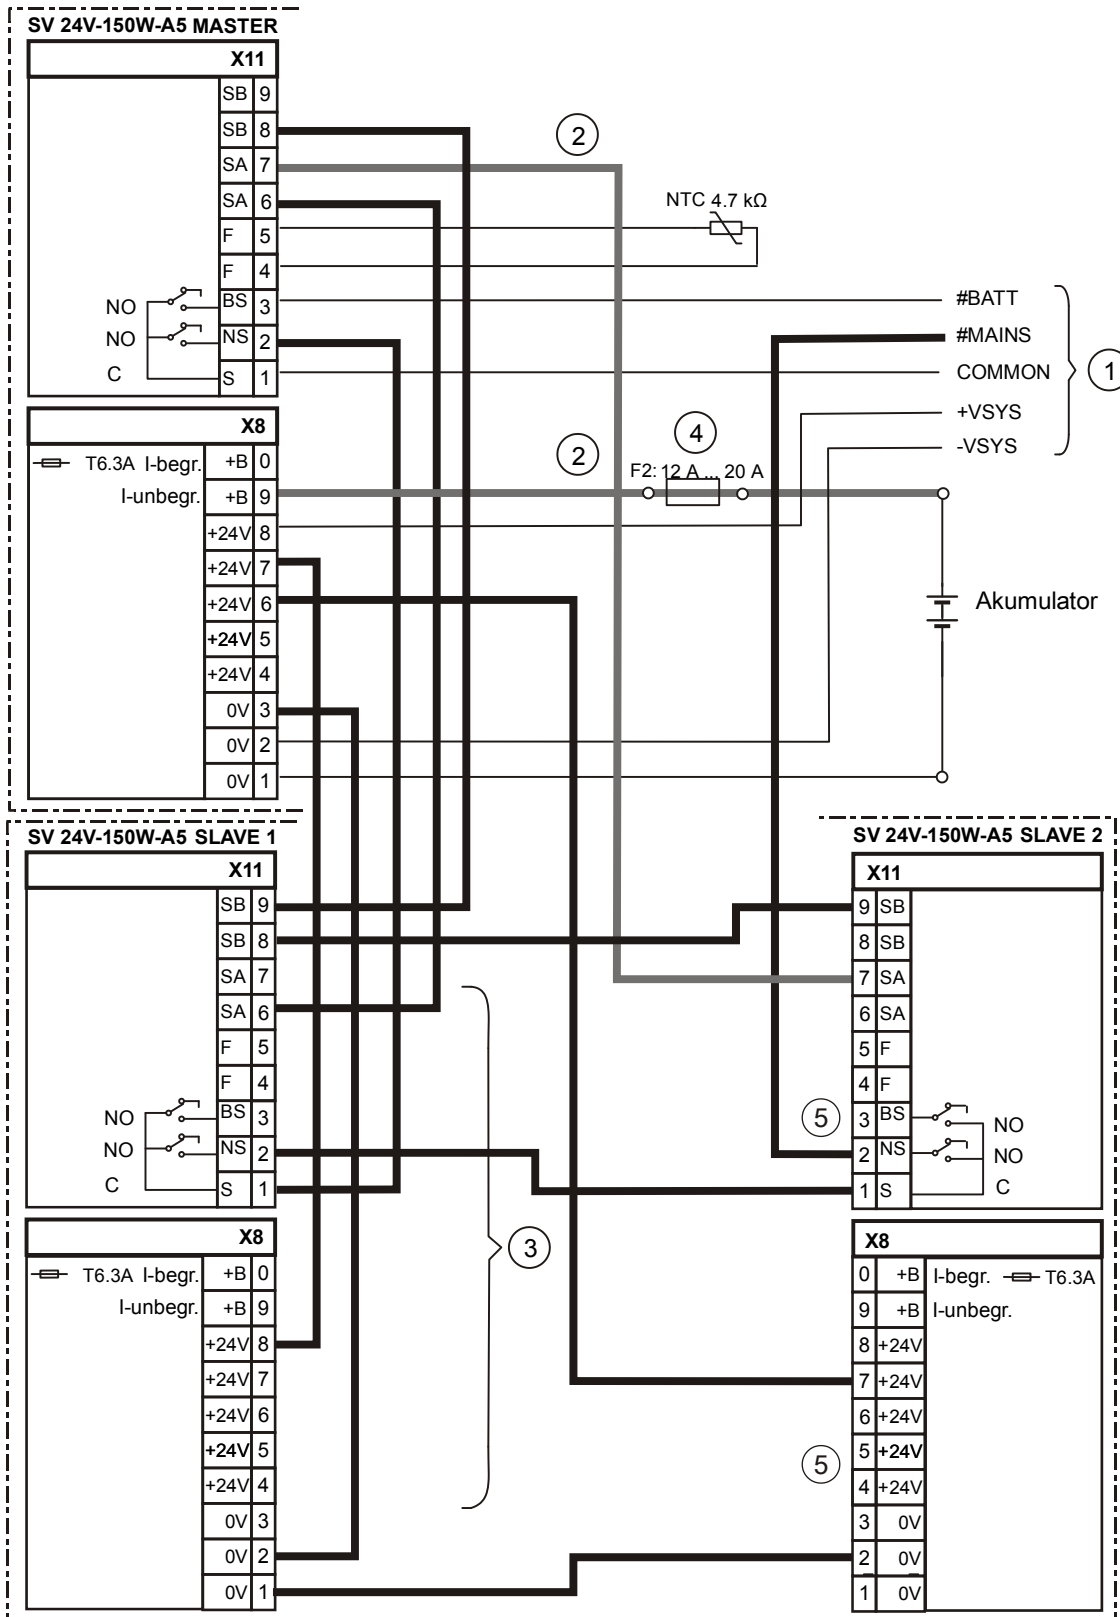 SV 24V-150W-A5 MASTER
X11
SB 9
SB 8
SA 7
SA 6
F 5
F 4
NO BS 3
NO NS 2
C S 1
2
NTC 4.7 kΩ
#BATT
#MAINS
COMMON
+VSYS
-VSYS
1
X8
T6.3A I-begr. +B 0
I-unbegr. +B 9
+24V 8
+24V 7
+24V 6
+24V 5
+24V 4
0V 3
0V 2
0V 1
2
4
F2: 12 A ... 20 A
Akumulator
SV 24V-150W-A5 SLAVE 1
X11
SB 9
SB 8
SA 7
SA 6
F 5
F 4
NO BS 3
NO NS 2
C S 1
X8
T6.3A I-begr. +B 0
I-unbegr. +B 9
+24V 8
+24V 7
+24V 6
+24V 5
+24V 4
0V 3
0V 2
0V 1
3
SV 24V-150W-A5 SLAVE 2
X11
9 SB
8 SB
7 SA
6 SA
5 F
4 F
3 BS NO
2 NS NO
1 S C
5
X8
0 +B I-begr. T6.3A
9 +B I-unbegr.
8 +24V
7 +24V
6 +24V
5 +24V
4 +24V
3 0V
2 0V
1 0V
5